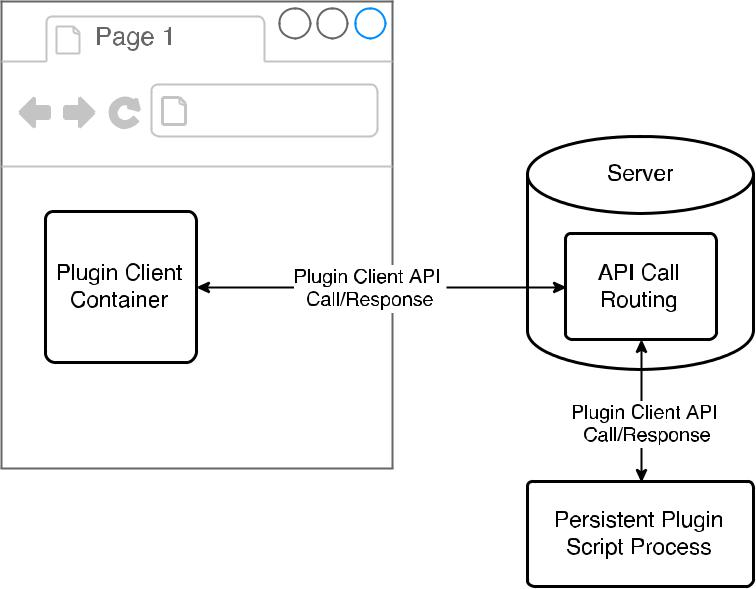 Page 1
Server
Plugin Client
Container
Plugin Client API
Call/Response
API Call
Routing
Plugin Client API
Call/Response
Persistent Plugin
Script Process